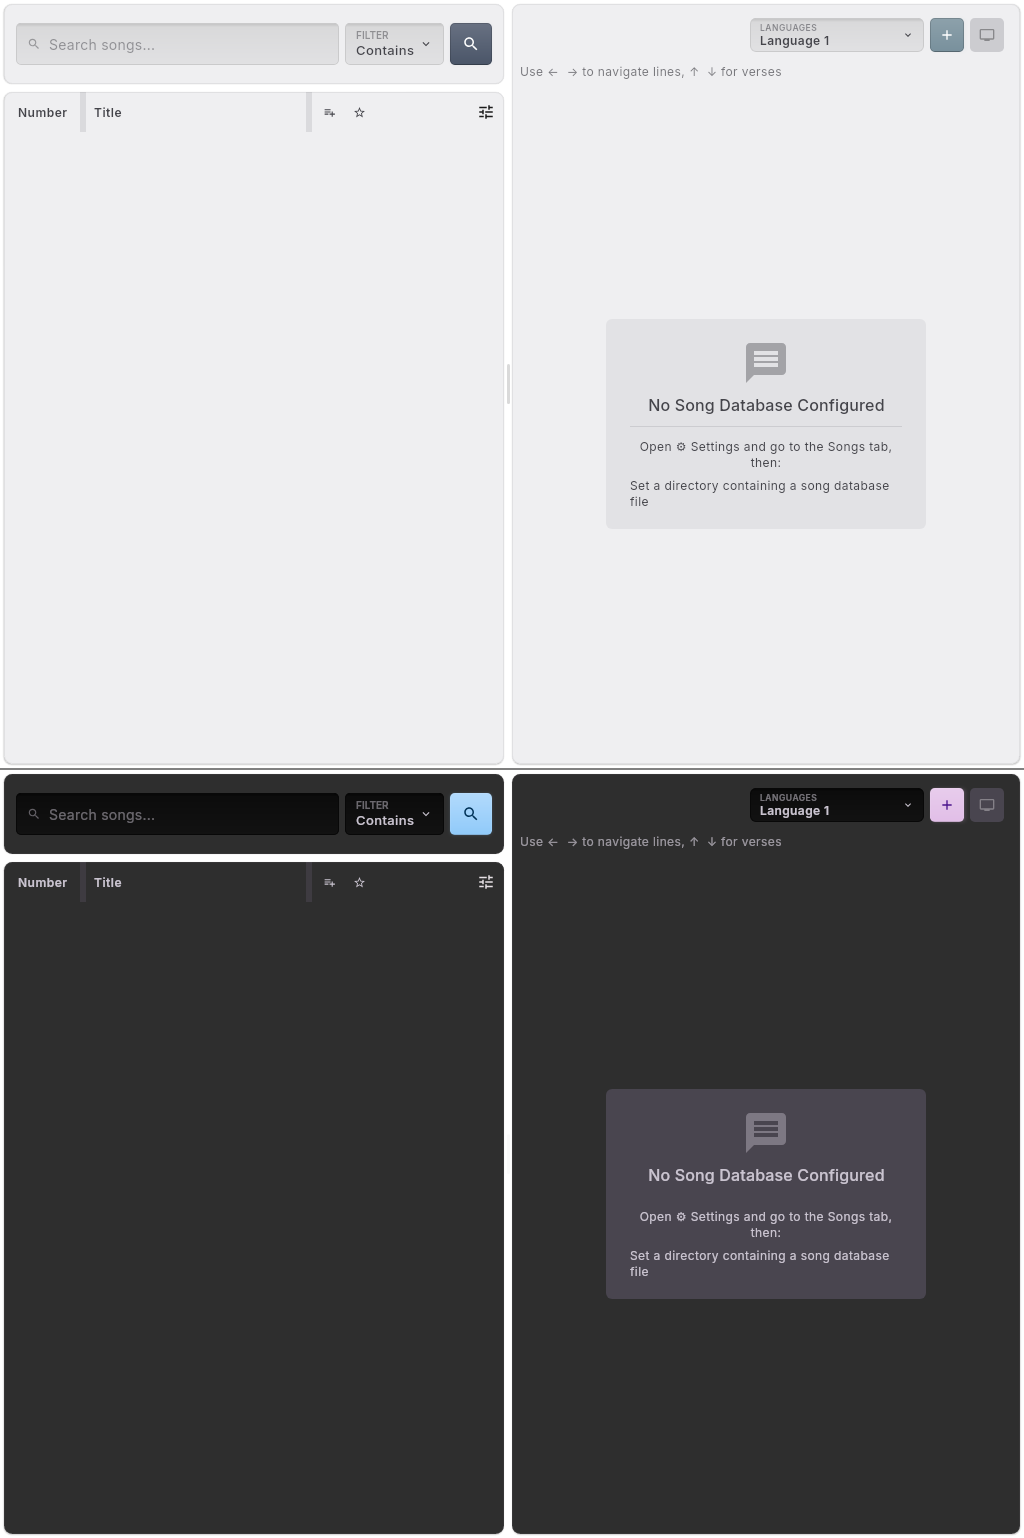 Search songs...
FILTER
Contains
LANGUAGES
Language 1
Use ← → to navigate lines, ↑ ↓ for verses
Number Title
No Song Database Configured
Open ⚙ Settings and go to the Songs tab,
then:
Set a directory containing a song database
file
Search songs...
FILTER
Contains
LANGUAGES
Language 1
Use ← → to navigate lines, ↑ ↓ for verses
Number Title
No Song Database Configured
Open ⚙ Settings and go to the Songs tab,
then:
Set a directory containing a song database
file